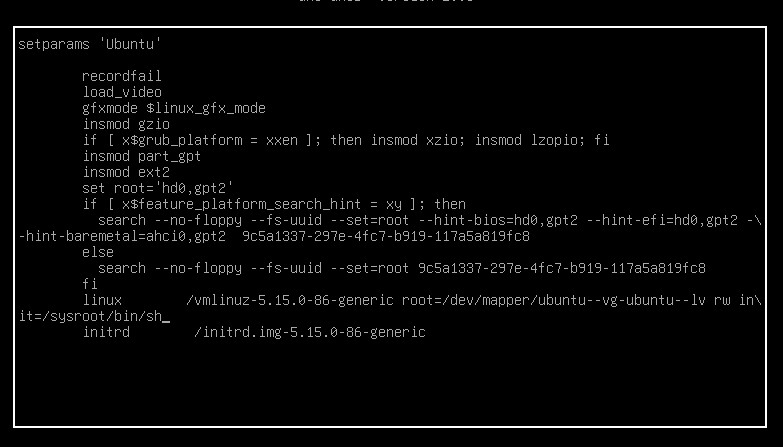 setparams 'Ubuntu'
recordfail
load_video
gfxmode $linux_gfx_mode
insmod gzio
if [ x$grub_platform = xxen ]; then insmod xzio; insmod lzopio; fi
insmod part_gpt
insmod ext2
set root='hd0,gpt2'
if [ x$feature_platform_search_hint = xy ]; then
search --no-floppy --fs-uuid --set=root --hint-bios=hd0,gpt2 --hint-efi=hd0,gpt2 -\
-hint-baremetal=ahci0,gpt2  9c5a1337-297e-4fc7-b919-117a5a819fc8
else
search --no-floppy --fs-uuid --set=root 9c5a1337-297e-4fc7-b919-117a5a819fc8
fi
linux        /vmlinuz-5.15.0-86-generic root=/dev/mapper/ubuntu--vg-ubuntu--lv rw in\
it=/sysroot/bin/sh_
initrd        /initrd.img-5.15.0-86-generic